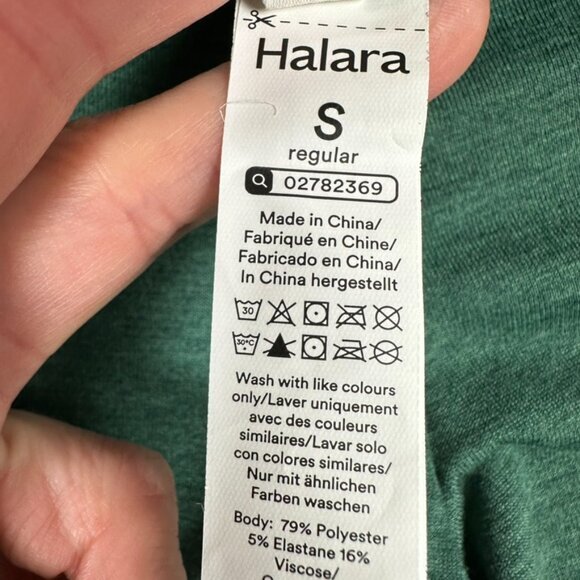 Halara
S
regular
02782369
Made in China/
Fabriqué en Chine/
Fabricado en China/
In China hergestellt
30
30°C
Wash with like colours
only/Laver uniquement
avec des couleurs
similaires/Lavar solo
con colores similares/
Nur mit ähnlichen
Farben waschen
Body: 79% Polyester
5% Elastane 16%
Viscose/